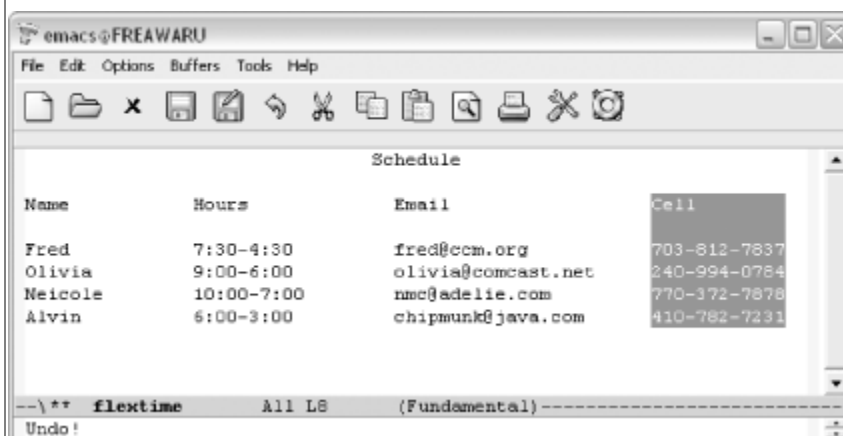 emacs@FREAWARU
File Edit Options Buffers Tools Help
Schedule
Name Hours Email Cell
Fred 7:30-4:30 fred@ccm.org 703-812-7837
Olivia 9:00-6:00 olivia@comcast.net 240-994-0784
Neicole 10:00-7:00 nmc@adelie.com 770-372-7878
Alvin 6:00-3:00 chipmunk@java.com 410-782-7231
--\** flextime All L8 (Fundamental)----------------------------
Undo!